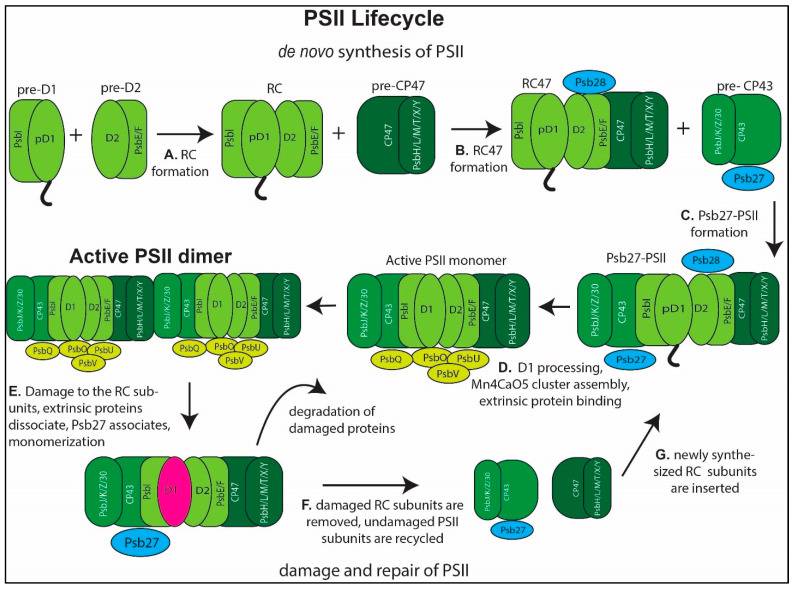 PSII Lifecycle
de novo synthesis of PSII
pre-D1
pre-D2
RC
pre-CP47
RC47
pre- CP43
PsbI
pD1
+
D2
PsbE/F
A. RC
formation
PsbI
pD1
D2
PsbE/F
+
CP47
PsbH/L/M/T/X/Y
B. RC47
formation
Psb28
PsbI
pD1
D2
PsbE/F
CP47
PsbH/L/M/T/X/Y
+
PsbJ/K/Z/30
CP43
Psb27
C. Psb27-PSII
formation
Active PSII dimer
Active PSII monomer
Psb27-PSII
Psb28
PsbJ/K/Z/30
CP43
PsbI
D1
D2
PsbE/F
CP47
PsbH/L/M/T/X/Y
PsbJ/K/Z/30
CP43
PsbI
D1
D2
PsbE/F
CP47
PsbH/L/M/T/X/Y
PsbQ
PsbO
PsbU
PsbV
PsbQ
PsbO
PsbU
PsbV
PsbJ/K/Z/30
CP43
PsbI
D1
D2
PsbE/F
CP47
PsbH/L/M/T/X/Y
PsbQ
PsbO
PsbU
PsbV
PsbJ/K/Z/30
CP43
PsbI
pD1
D2
PsbE/F
CP47
PsbH/L/M/T/X/Y
Psb27
D. D1 processing,
Mn4CaO5 cluster assembly,
extrinsic protein binding
E. Damage to the RC sub-
units, extrinsic proteins
dissociate, Psb27 associates,
monomerization
degradation of
damaged proteins
PsbJ/K/Z/30
CP43
PsbI
D1
D2
PsbE/F
CP47
PsbH/L/M/T/X/Y
Psb27
F. damaged RC subunits are
removed, undamaged PSII
subunits are recycled
PsbJ/K/Z/30
CP43
Psb27
CP47
PsbH/L/M/T/X/Y
G. newly synthe-
sized RC subunits
are inserted
damage and repair of PSII